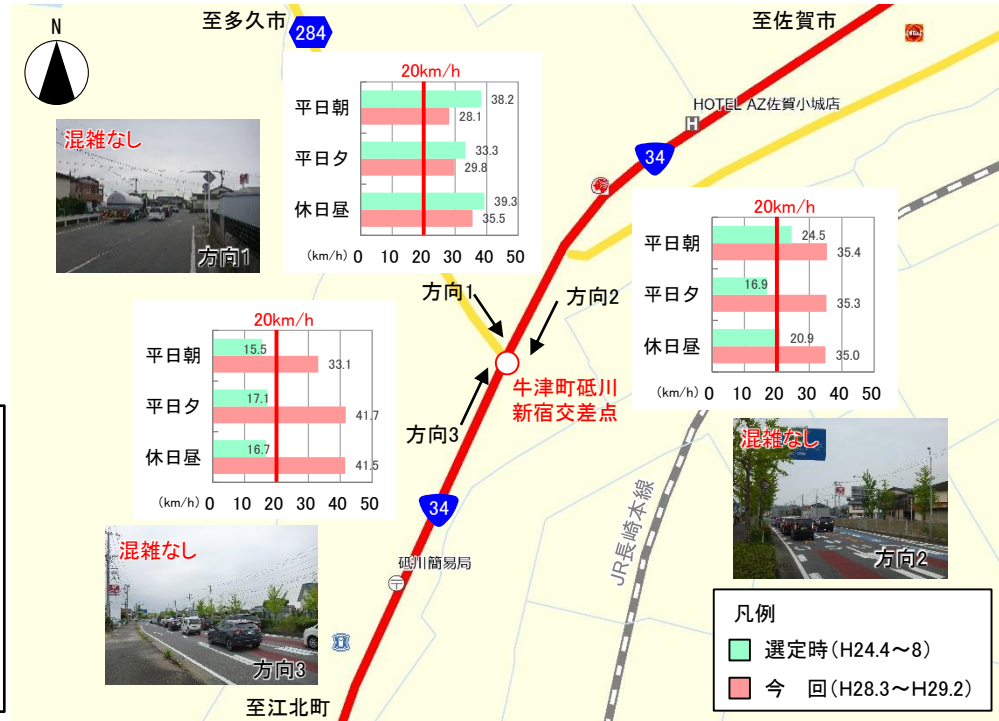 至多久市
至佐賀市
N
284
20km/h
平日朝
38.2
28.1
平日夕
33.3
29.8
休日昼
39.3
35.5
(km/h) 0 10 20 30 40 50
混雑なし
方向1
HOTEL AZ佐賀小城店
H
34
20km/h
平日朝
24.5
35.4
平日夕
16.9
35.3
休日昼
20.9
35.0
(km/h) 0 10 20 30 40 50
方向1
方向2
牛津町砥川
新宿交差点
方向3
20km/h
平日朝
15.5
33.1
平日夕
17.1
41.7
休日昼
16.7
41.5
(km/h) 0 10 20 30 40 50
34
砥川簡易局
JR長崎本線
混雑なし
方向3
混雑なし
方向2
至江北町
凡例
選定時(H24.4～8)
今 回(H28.3～H29.2)